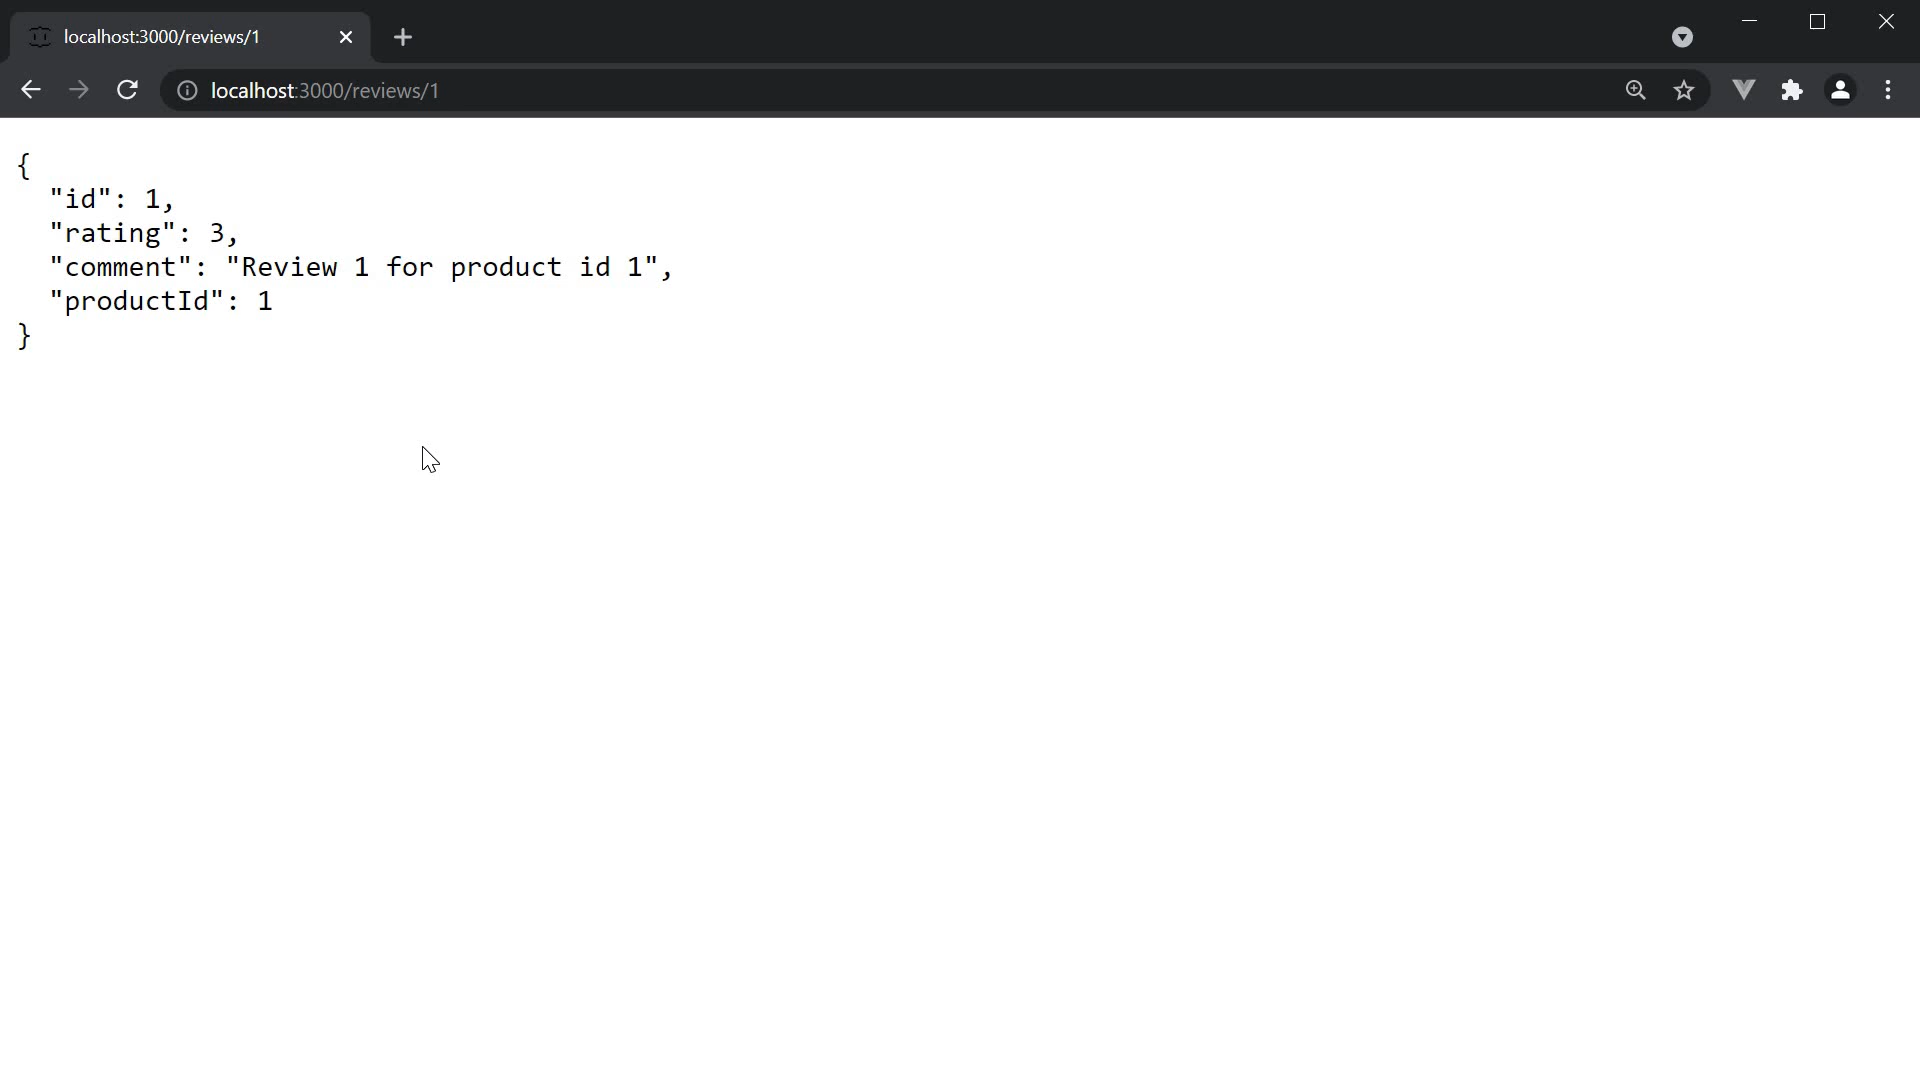 localhost:3000/reviews/1
localhost:3000/reviews/1
{
  "id": 1,
  "rating": 3,
  "comment": "Review 1 for product id 1",
  "productId": 1
}